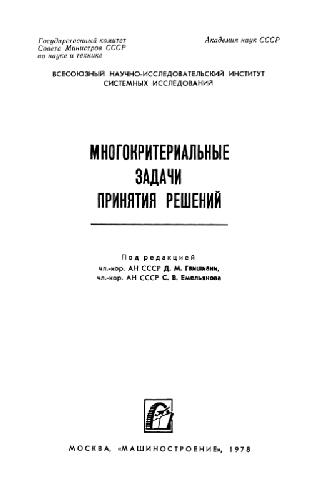 Государственный комитет
Совета Министров СССР
по науке и технике
Академия наук СССР
ВСЕСОЮЗНЫЙ НАУЧНО-ИССЛЕДОВАТЕЛЬСКИЙ ИНСТИТУТ
СИСТЕМНЫХ ИССЛЕДОВАНИЙ
МНОГОКРИТЕРИАЛЬНЫЕ
ЗАДАЧИ
ПРИНЯТИЯ РЕШЕНИЙ
Под редакцией
чл.-кор. АН СССР Д. М. Гвишиани,
чл.-кор. АН СССР С. В. Емельянова
МОСКВА, «МАШИНОСТРОЕНИЕ», 1978